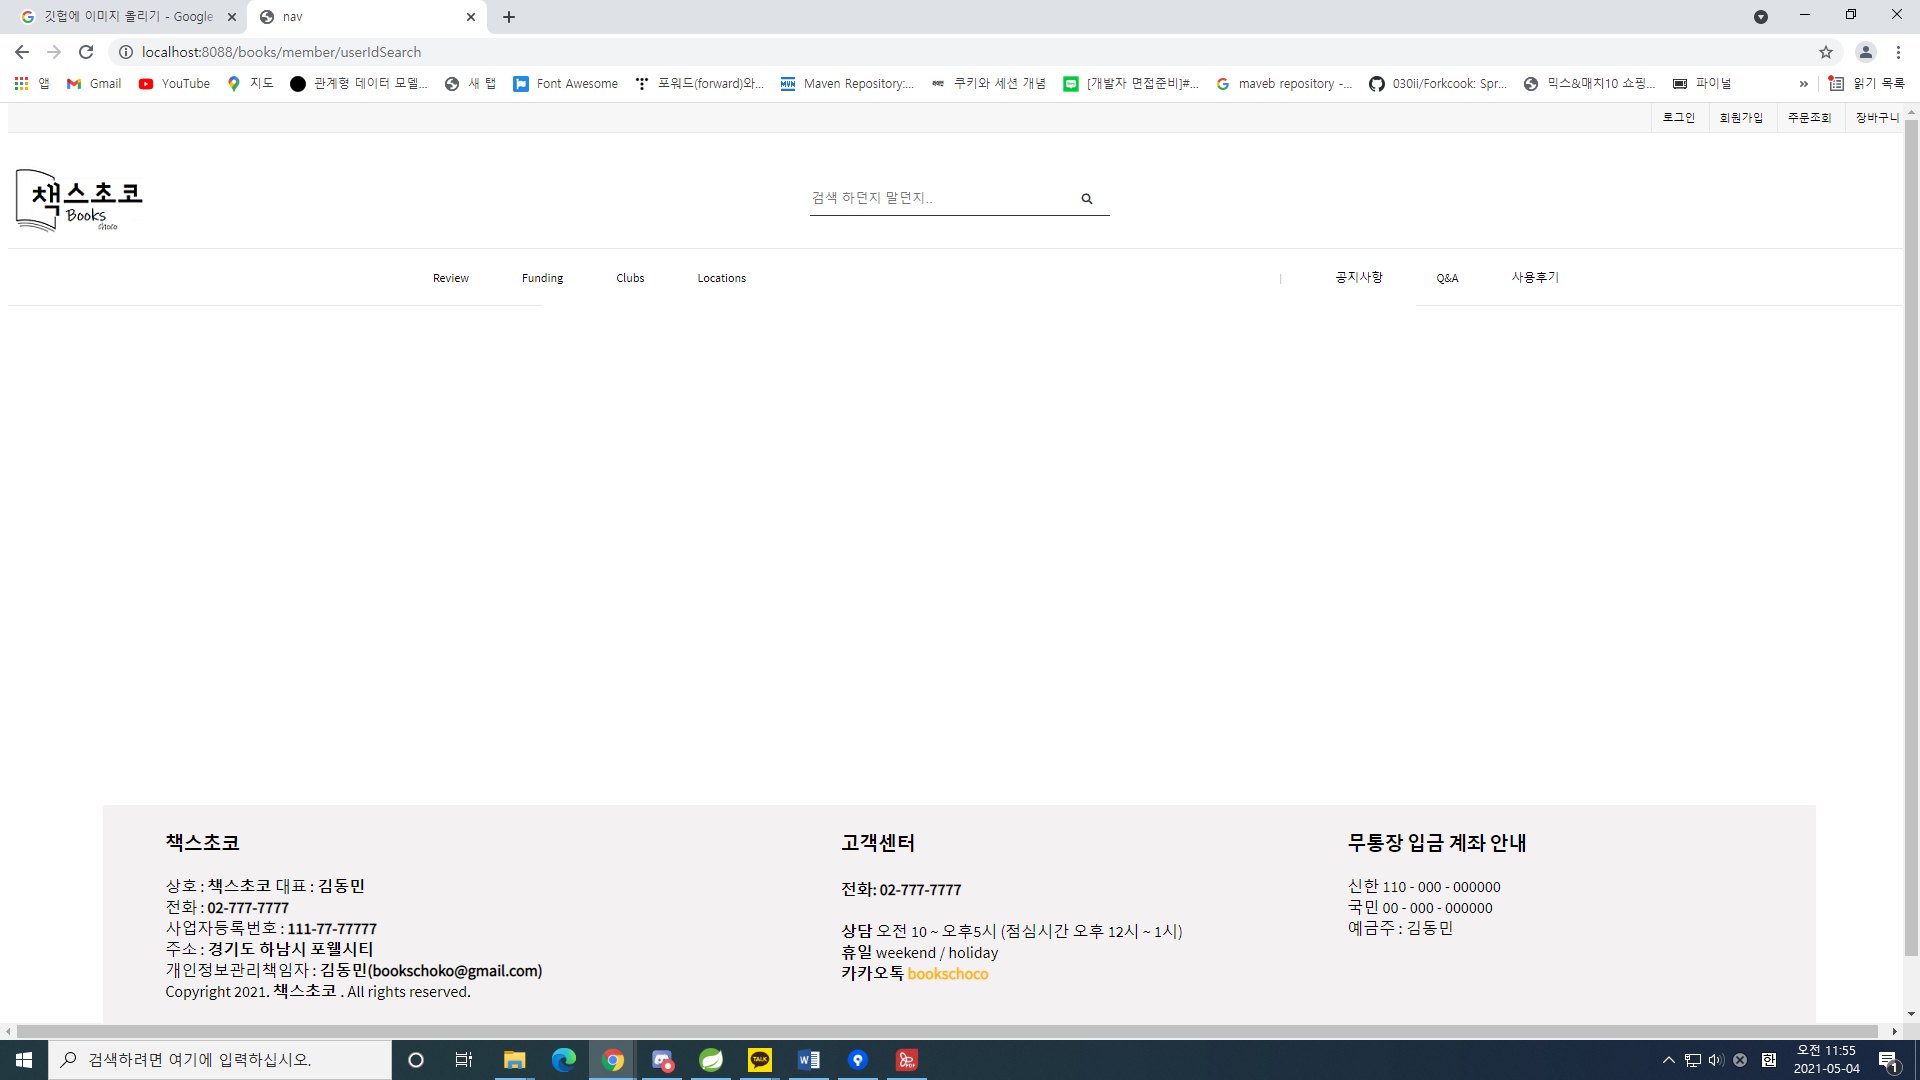 깃헙에 이미지 올리기 - Google
nav
localhost:8088/books/member/userIdSearch
앱
Gmail
YouTube
지도
관계형 데이터 모델...
새 탭
Font Awesome
포워드(forward)와...
Maven Repository:...
쿠키와 세션 개념
[개발자 면접준비]#...
maveb repository -...
030ii/Forkcook: Spr...
믹스&매치10 쇼핑...
파이널
»
읽기 목록
로그인
회원가입
주문조회
장바구니
책스초코
Books
choco
검색 하던지 말던지..
Review
Funding
Clubs
Locations
|
공지사항
Q&A
사용후기
책스초코
상호 : 책스초코 대표 : 김동민
전화 : 02-777-7777
사업자등록번호 : 111-77-77777
주소 : 경기도 하남시 포웰시티
개인정보관리책임자 : 김동민(bookschoko@gmail.com)
Copyright 2021. 책스초코 . All rights reserved.
고객센터
전화: 02-777-7777
상담 오전 10 ~ 오후5시 (점심시간 오후 12시 ~ 1시)
휴일 weekend / holiday
카카오톡 bookschoco
무통장 입금 계좌 안내
신한 110 - 000 - 000000
국민 00 - 000 - 000000
예금주 : 김동민
검색하려면 여기에 입력하십시오.
TALK
W
PDF
한
오전 11:55
2021-05-04
1